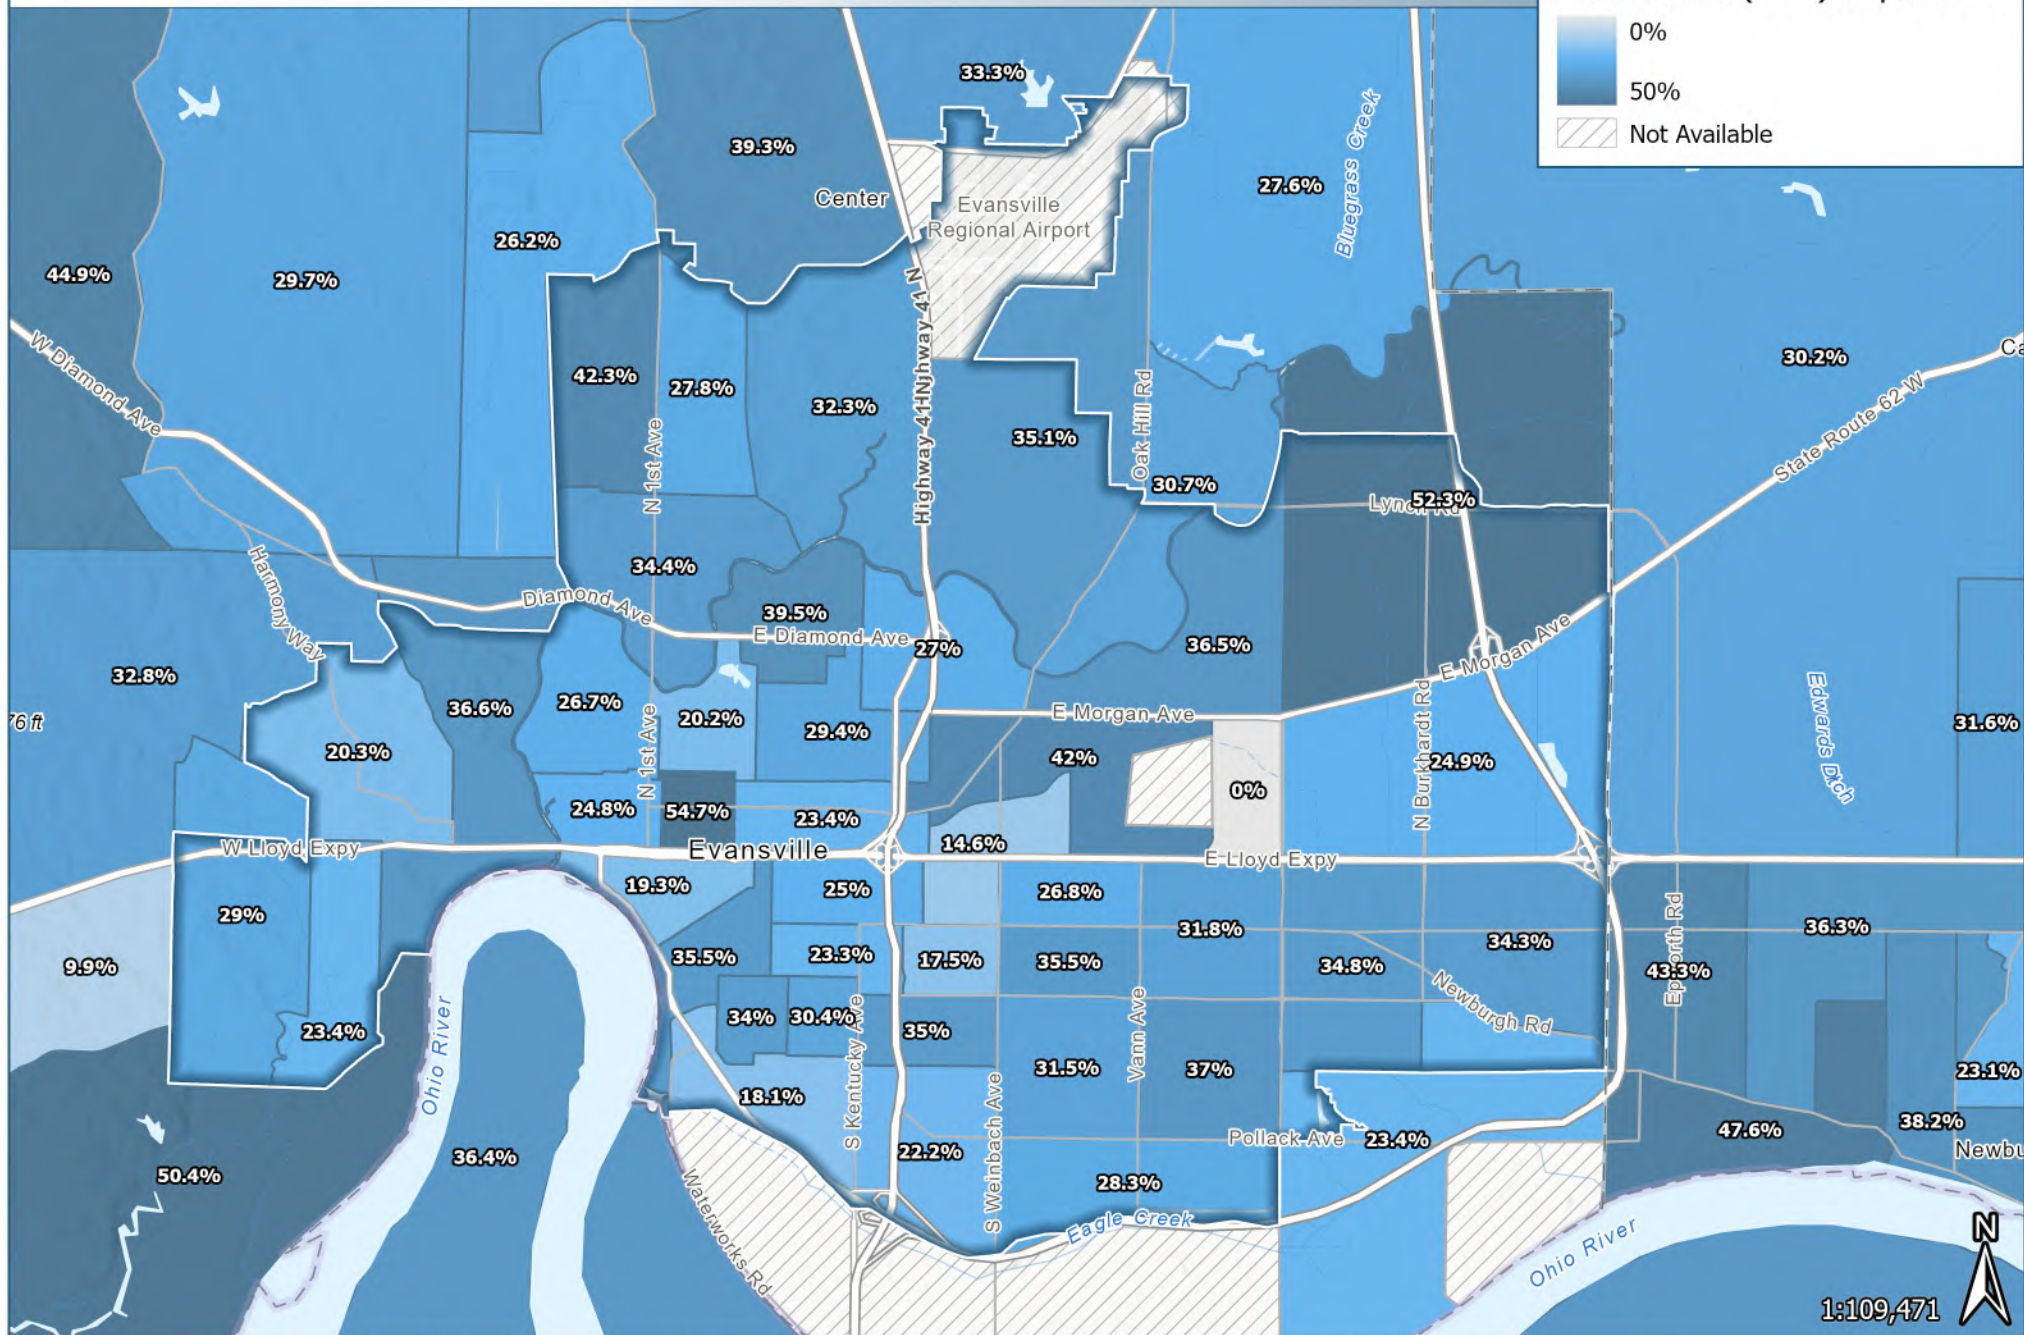 0%
50%
Not Available
33.3%
39.3%
Center
Evansville
Regional Airport
27.6%
Bluegrass Creek
26.2%
44.9%
29.7%
W Diamond Ave
42.3%
27.8%
32.3%
Highway 41 N
35.1%
Oak Hill Rd
30.7%
30.2%
State Route 62 W
N 1st Ave
52.3%
34.4%
Harmony Way
Diamond Ave
39.5%
E Diamond Ave
27%
36.5%
E Morgan Ave
32.8%
76 ft
36.6%
26.7%
20.2%
29.4%
E Morgan Ave
N Burkhardt Rd
Edwards Ditch
31.6%
20.3%
N 1st Ave
42%
24.9%
0%
24.8%
54.7%
23.4%
14.6%
W Lloyd Expy
Evansville
E Lloyd Expy
19.3%
25%
26.8%
29%
9.9%
35.5%
23.3%
17.5%
35.5%
31.8%
34.8%
34.3%
36.3%
43.3%
Epworth Rd
Newburgh Rd
23.4%
Ohio River
34%
30.4%
35%
S Kentucky Ave
Vann Ave
31.5%
37%
23.1%
18.1%
S Weinbach Ave
Pollack Ave
23.4%
47.6%
38.2%
Newbu
50.4%
36.4%
22.2%
28.3%
Waterworks Rd
Eagle Creek
Ohio River
N
1:109,471